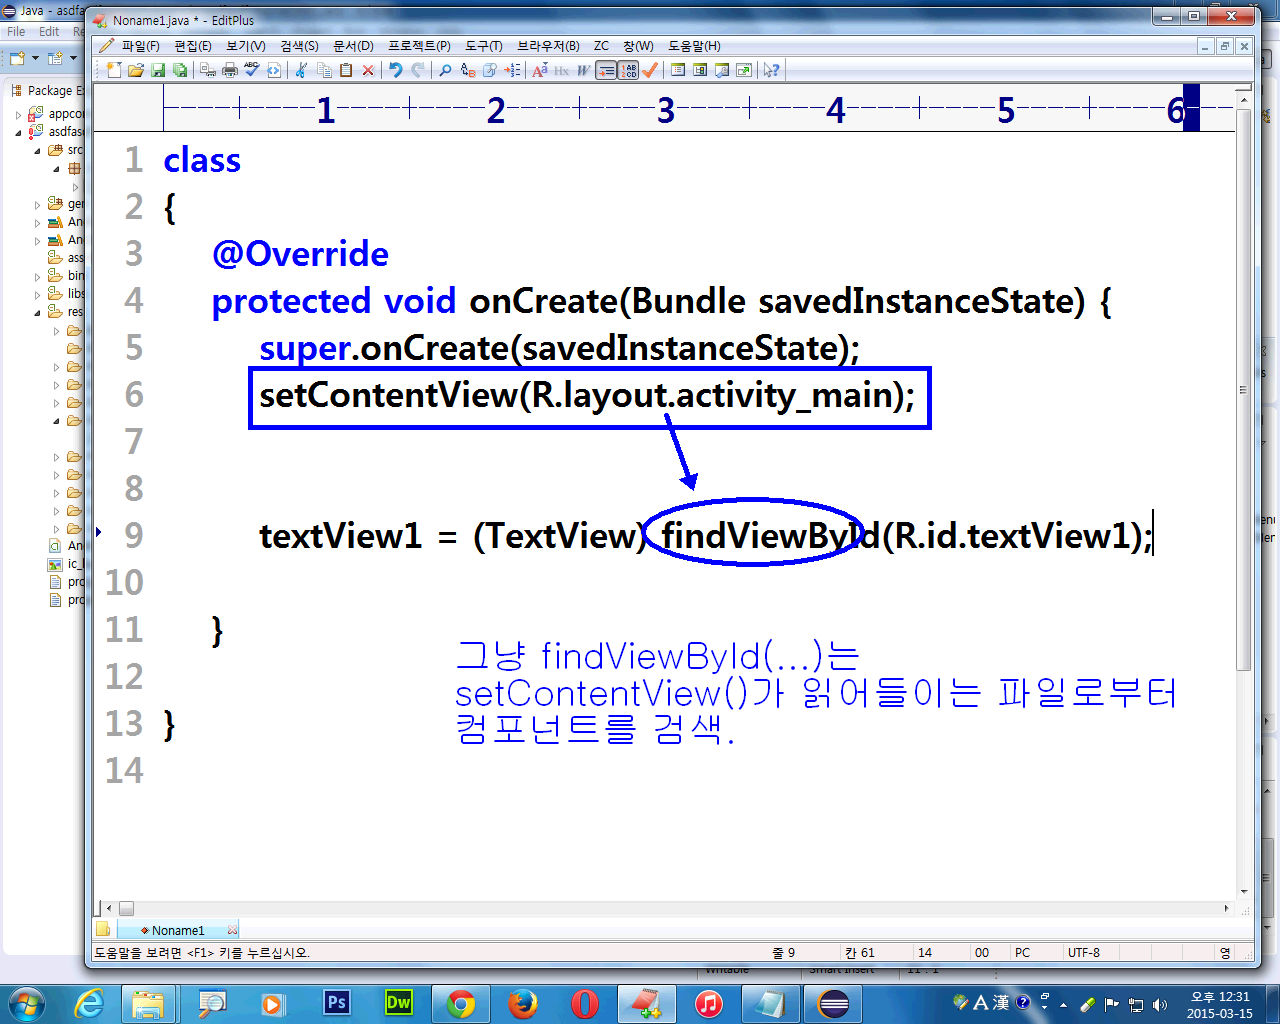 Java - asdfas
Noname1.java * - EditPlus
File Edit Re
파일(F) 편집(E) 보기(V) 검색(S) 문서(D) 프로젝트(P) 도구(T) 브라우저(B) ZC 창(W) 도움말(H)
Package Ex
appcon
asdfase
src
gen
An
An
ass
bin
libs
res
An
ic_l
pro
pro
1 2 3 4 5 6
1 class
2 {
3 @Override
4 protected void onCreate(Bundle savedInstanceState) {
5 super.onCreate(savedInstanceState);
6 setContentView(R.layout.activity_main);
7
8
9 textView1 = (TextView) findViewById(R.id.textView1);
10
11 }
12
13 }
14
그냥 findViewById(...)는
setContentView()가 읽어들이는 파일로부터
컴포넌트를 검색.
Noname1
도움말을 보려면 <F1> 키를 누르십시오. 줄 9 칸 61 14 00 PC UTF-8 영
Writable Smart Insert 11 : 1
Ps Dw A 漢 오후 12:31
2015-03-15